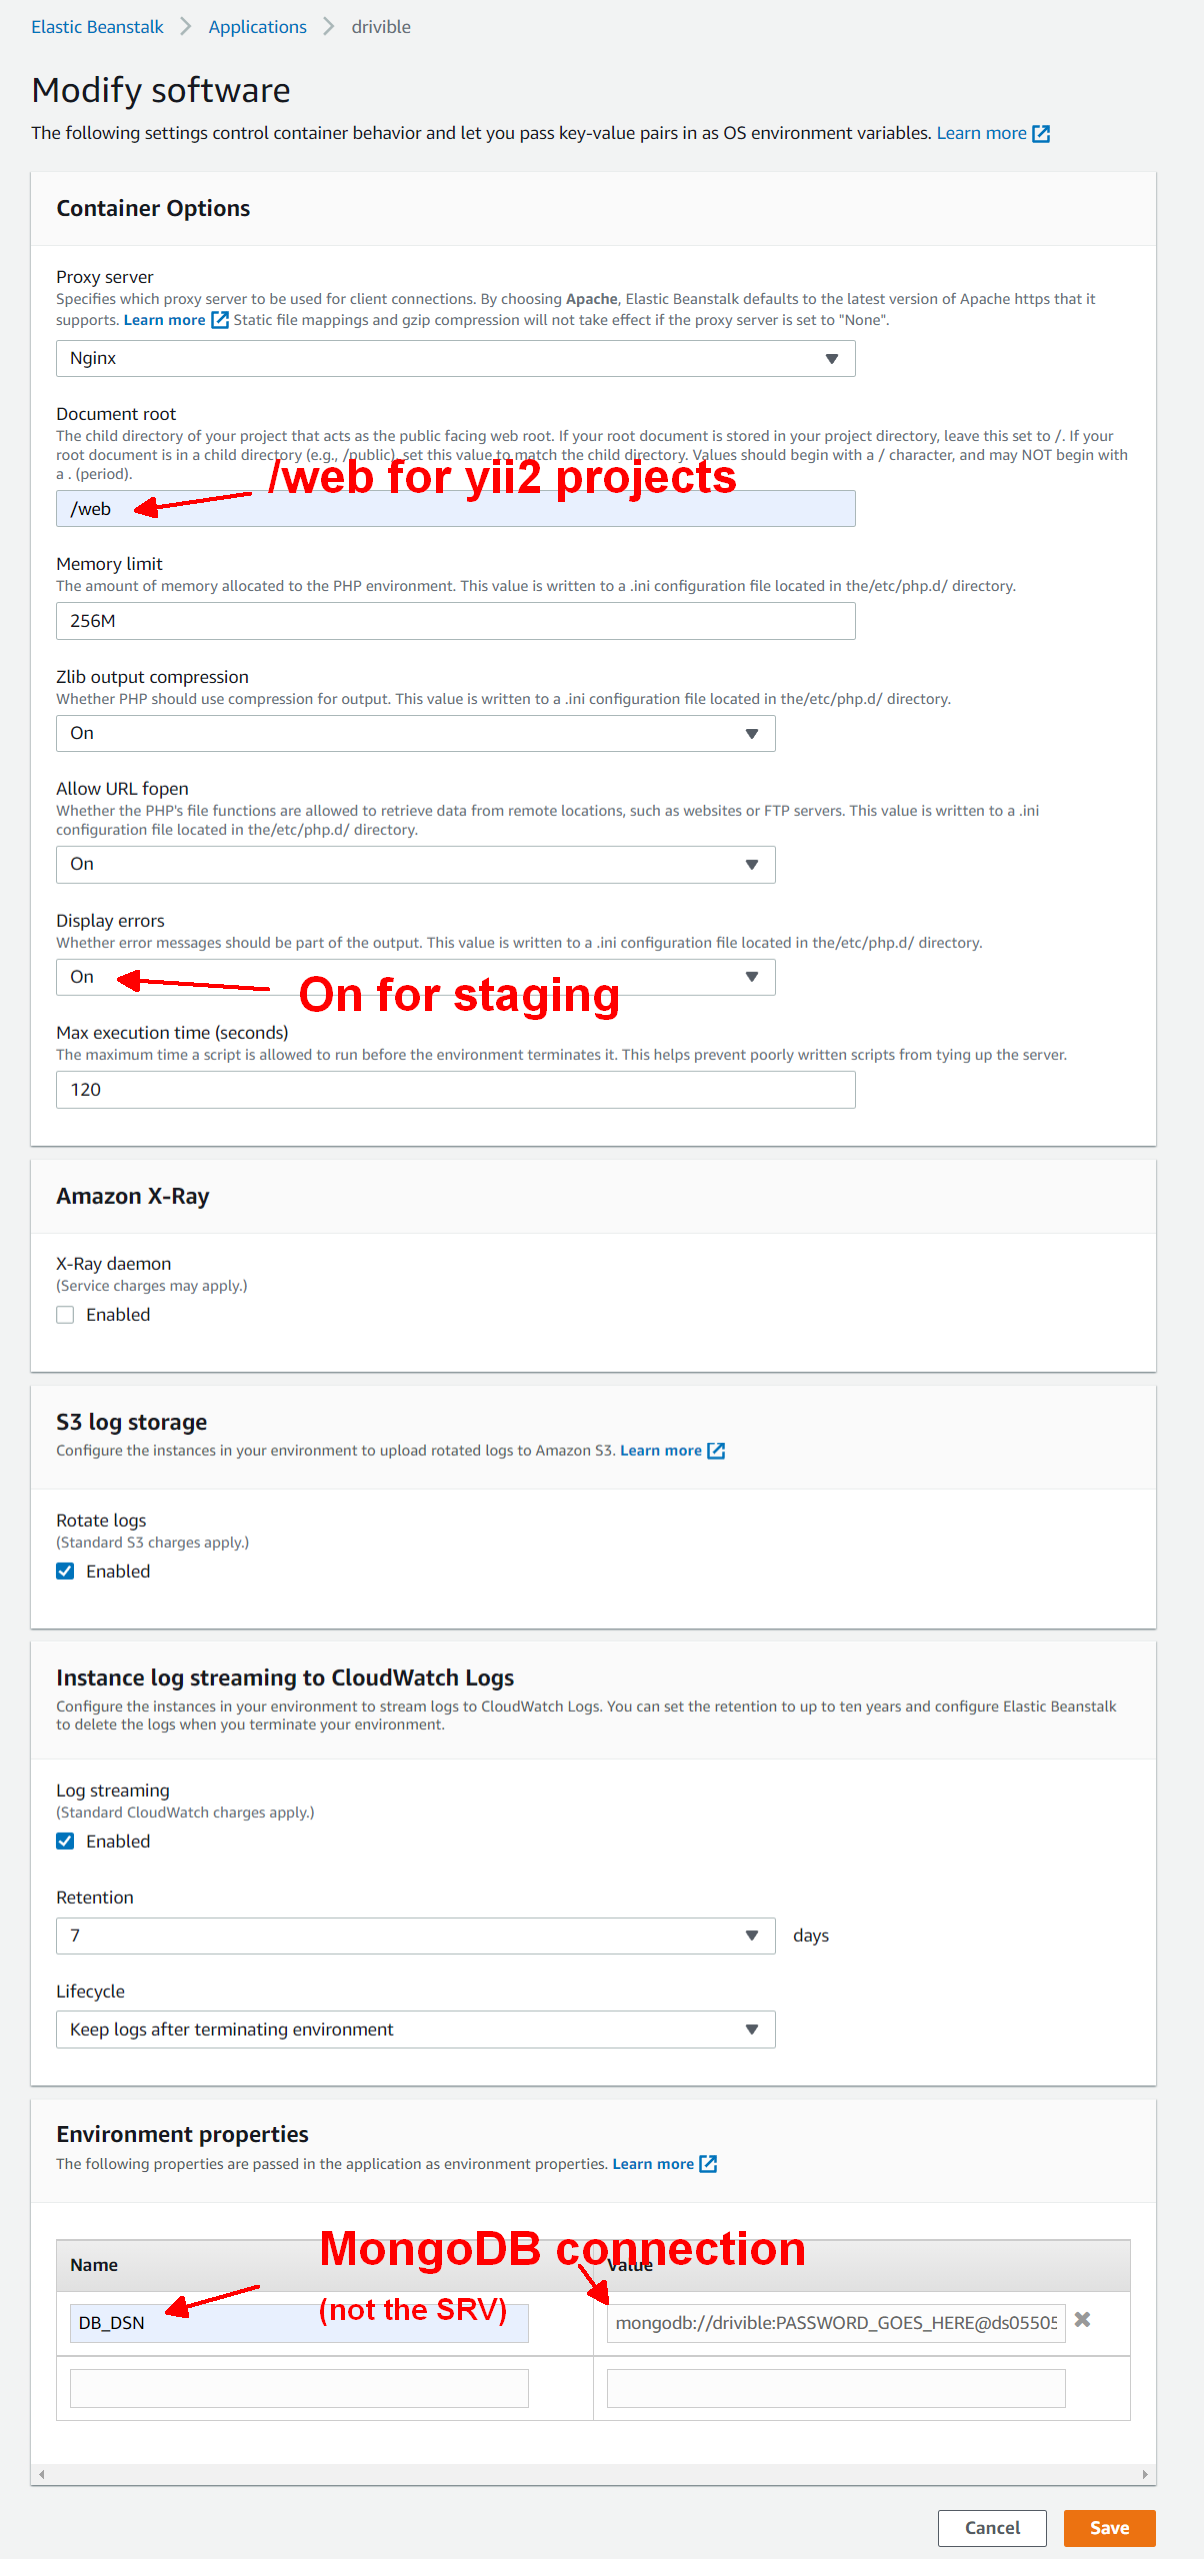 Elastic Beanstalk > Applications > drivible
Modify software
The following settings control container behavior and let you pass key-value pairs in as OS environment variables. Learn more
Container Options
Proxy server
Specifies which proxy server to be used for client connections. By choosing Apache, Elastic Beanstalk defaults to the latest version of Apache https that it
supports. Learn more Static file mappings and gzip compression will not take effect if the proxy server is set to "None".
Nginx
Document root
The child directory of your project that acts as the public facing web root. If your root document is stored in your project directory, leave this set to /. If your
root document is in a child directory (e.g., /public), set this value to match the child directory. Values should begin with a / character, and may NOT begin with
a . (period).
/web for yii2 projects
/web
Memory limit
The amount of memory allocated to the PHP environment. This value is written to a .ini configuration file located in the/etc/php.d/ directory.
256M
Zlib output compression
Whether PHP should use compression for output. This value is written to a .ini configuration file located in the/etc/php.d/ directory.
On
Allow URL fopen
Whether the PHP's file functions are allowed to retrieve data from remote locations, such as websites or FTP servers. This value is written to a .ini
configuration file located in the/etc/php.d/ directory.
On
Display errors
Whether error messages should be part of the output. This value is written to a .ini configuration file located in the/etc/php.d/ directory.
On
On for staging
Max execution time (seconds)
The maximum time a script is allowed to run before the environment terminates it. This helps prevent poorly written scripts from tying up the server.
120
Amazon X-Ray
X-Ray daemon
(Service charges may apply.)
Enabled
S3 log storage
Configure the instances in your environment to upload rotated logs to Amazon S3. Learn more
Rotate logs
(Standard S3 charges apply.)
Enabled
Instance log streaming to CloudWatch Logs
Configure the instances in your environment to stream logs to CloudWatch Logs. You can set the retention to up to ten years and configure Elastic Beanstalk
to delete the logs when you terminate your environment.
Log streaming
(Standard CloudWatch charges apply.)
Enabled
Retention
7 days
Lifecycle
Keep logs after terminating environment
Environment properties
The following properties are passed in the application as environment properties. Learn more
MongoDB connection
Name Value
(not the SRV)
DB_DSN mongodb://drivible:PASSWORD_GOES_HERE@ds05505
Cancel Save